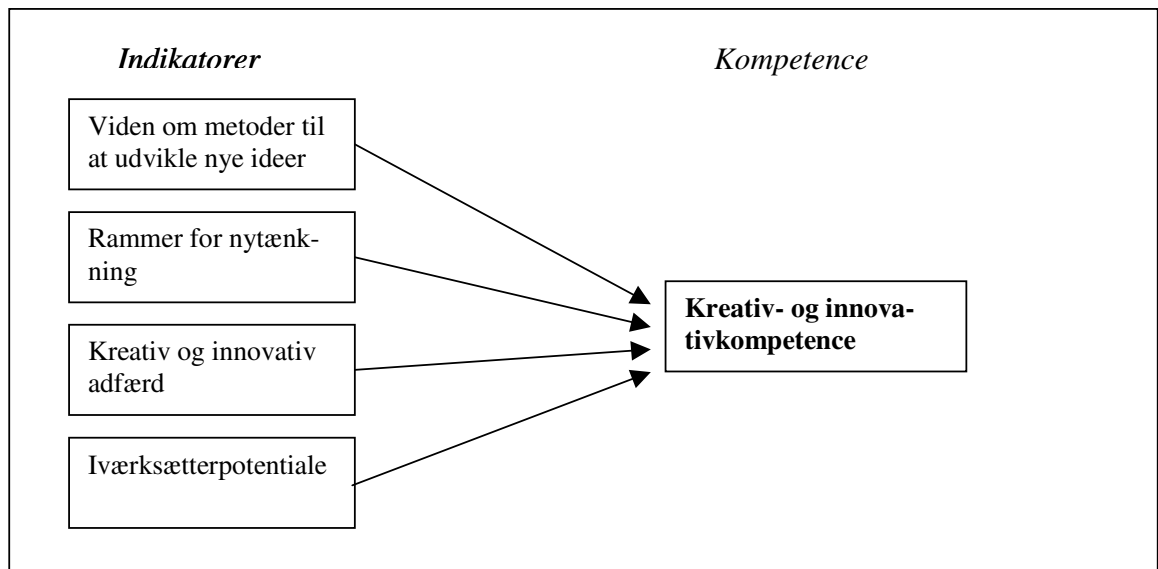 Indikatorer
Kompetence
Viden om metoder til
at udvikle nye ideer
Rammer for nytænk-
ning
Kreativ og innovativ
adfærd
Iværksætterpotentiale
Kreativ- og innova-
tivkompetence